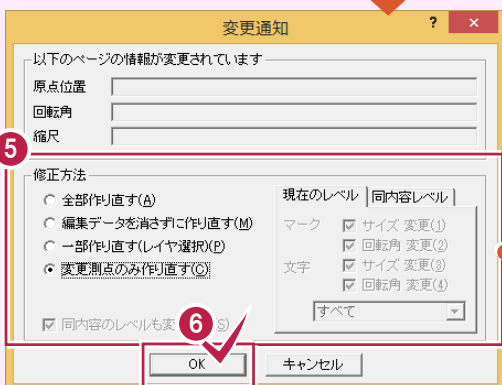 変更通知 ? ×
以下のページの情報が変更されています
原点位置
回転角
縮尺
5
修正方法
全部作り直す(A)
編集データを消さずに作り直す(M)
一部作り直す(レイヤ選択)(P)
変更測点のみ作り直す(C)
同内容のレベルも変 S)
現在のレベル 同内容レベル
マーク サイズ 変更(1)
回転角 変更(2)
文字 サイズ 変更(3)
回転角 変更(4)
すべて
6
OK キャンセル